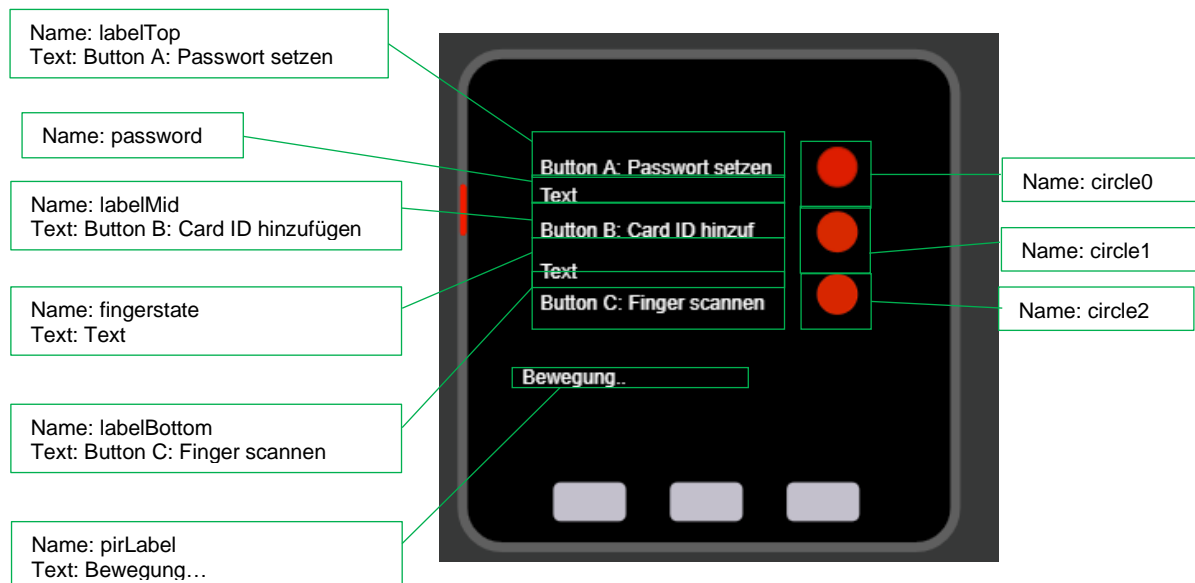 Name: labelTop
Text: Button A: Passwort setzen
Name: password
Name: labelMid
Text: Button B: Card ID hinzufügen
Name: fingerstate
Text: Text
Name: labelBottom
Text: Button C: Finger scannen
Name: pirLabel
Text: Bewegung...
Button A: Passwort setzen
Text
Button B: Card ID hinzuf
Text
Button C: Finger scannen
Bewegung..
Name: circle0
Name: circle1
Name: circle2